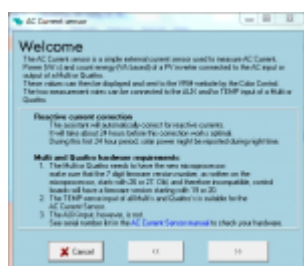 AC Current sensor
Welcome
The AC Current sensor is a simple external current sensor used to measure AC Current,
Power (W's) and count energy (VA based) of a PV inverter connected to the AC input or
output of a Multi or Quattro.
These values can then be displayed and sent to the VRM website by the Color Control.
The two measurement wires can be connected to the AUX and/or TEMP input of a Multi or
Quattro.
Reactive current correction
The assistant will automatically correct for reactive currents.
It will take about 24 hours before the correction works optimal.
During this first 24 hour period, solar power might be reported during night time.
Multi and Quattro hardware requirements
1. The Multi or Quattro needs to have the new microprocessor:
make sure that the 7 digit firmware version number, as written on the
microprocessor, starts with 26 or 27. Old, and therefore incompatible, control
boards will have a firmware version starting with 19 or 20.
2. The TEMP sensor input of all Multi's and Quattro's is suitable for the
AC Current Sensor.
3. The AUX input, however, is not.
See serial number list in the AC Current Sensor manual to check your hardware.
Cancel
<<
>>